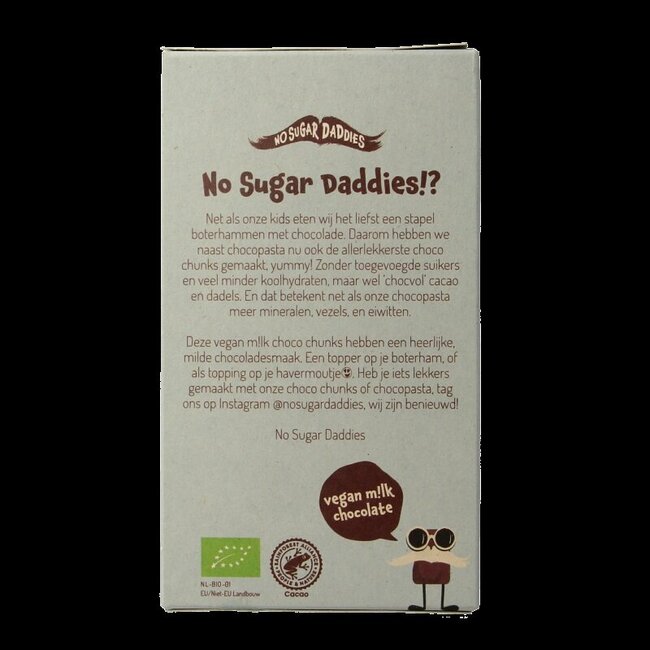 NO SUGAR DADDIES
No Sugar Daddies!?
Net als onze kids eten wij het liefst een stapel
boterhammen met chocolade. Daarom hebben we
naast chocopasta nu ook de allerlekkerste choco
chunks gemaakt, yummy! Zonder toegevoegde suikers
en veel minder koolhydraten, maar wel 'chocvol' cacao
en dadels. En dat betekent net als onze chocopasta
meer mineralen, vezels, en eiwitten.
Deze vegan m!lk choco chunks hebben een heerlijke,
milde chocoladesmaak. Een topper op je boterham, of
als topping op je havermoutje. Heb je iets lekkers
gemaakt met onze choco chunks of chocopasta, tag
ons op Instagram @nosugardaddies, wij zijn benieuwd!
No Sugar Daddies
vegan m!lk
chocolate
RAINFOREST ALLIANCE
PEOPLE & NATURE
Cacao
NL-BIO-01
EU/Niet-EU Landbouw